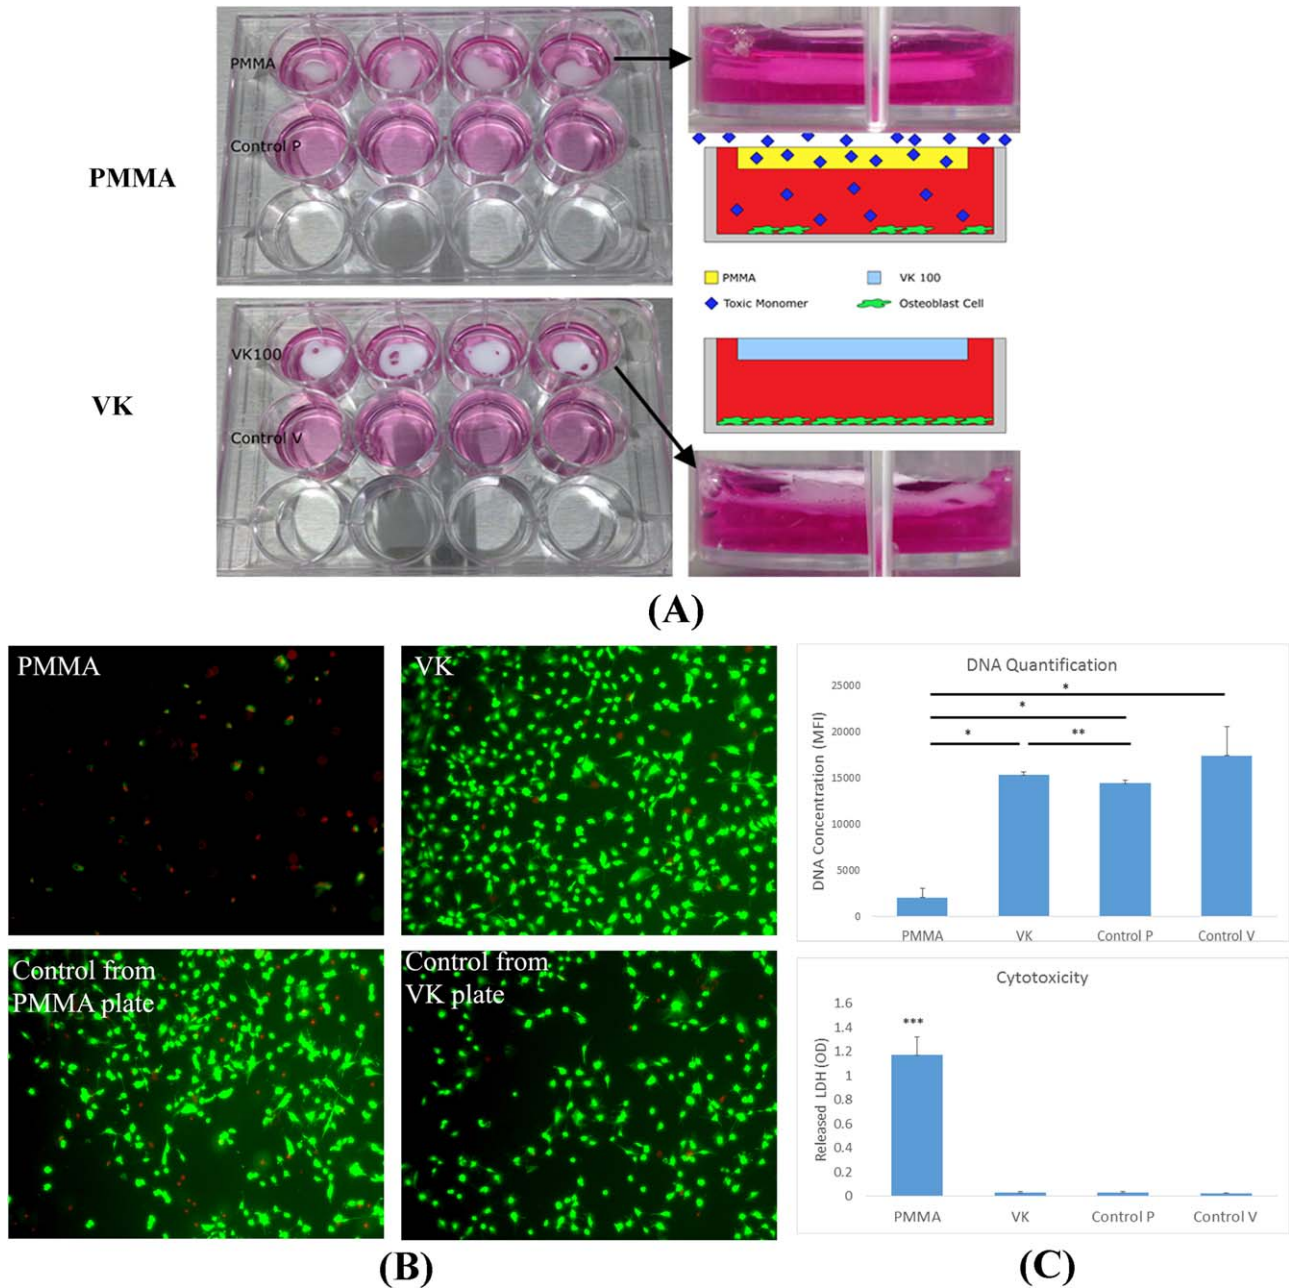 PMMA
Control P
PMMA
PMMA
VK 100
Toxic Monomer
Osteoblast Cell
VK100
Control V
VK
(A)
PMMA
VK
Control from
PMMA plate
Control from
VK plate
(B)
DNA Quantification
DNA Concentration (MFI)
25000
20000
15000
10000
5000
0
*
*
*
**
PMMA
VK
Control P
Control V
Cytotoxicity
Released LDH (OD)
1.6
1.4
1.2
1
0.8
0.6
0.4
0.2
0
***
PMMA
VK
Control P
Control V
(C)